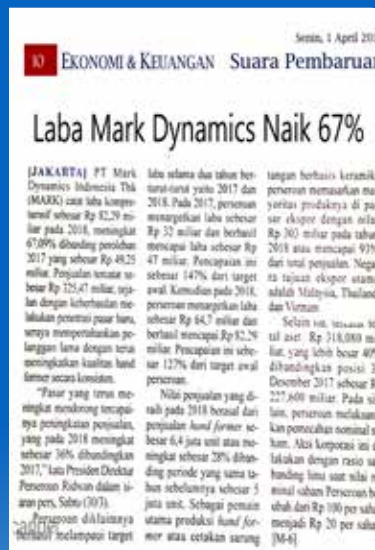 Senin, 1 April 201
10 EKONOMI & KEUANGAN Suara Pembaruan
Laba Mark Dynamics Naik 67%
[JAKARTA] PT Mark
Dynamics Indonesia Tbk
(MARK) catat laba kompre-
hensif sebesar Rp 82,29 mi-
liar pada 2018, meningkat
67,09% dibanding perolehan
2017 yang sebesar Rp 49,25
miliar. Penjualan tercatat se-
besar Rp 325,47 miliar, seja-
lan dengan keberhasilan me-
lakukan penetrasi pasar baru,
seraya mempertahankan pe-
langgan lama dengan terus
meningkatkan kualitas hand
former secara konsisten.
"Pasar yang terus me-
ningkat mendorong tercapai-
nya peningkatan penjualan,
yang pada 2018 meningkat
sebesar 36% dibandingkan
2017," kata Presiden Direktur
Perseroan Ridwan dalam si-
aran pers, Sabtu (30/3).
Perseroan diklaimnya
berhasil melampaui target
laba selama dua tahun ber-
turut-turut yaitu 2017 dan
2018. Pada 2017, perseroan
menargetkan laba sebesar
Rp 32 miliar dan berhasil
mencapai laba sebesar Rp
47 miliar. Pencapaian ini
sebesar 147% dari target
awal. Kemudian pada 2018,
perseroan menargetkan laba
sebesar Rp 64,7 miliar dan
berhasil mencapai Rp 82,29
miliar. Pencapaian ini sebe-
sar 127% dari target awal
perseroan.
Nilai penjualan yang di-
raih pada 2018 berasal dari
penjualan hand former se-
besar 6,4 juta unit atau me-
ningkat sebesar 28% diban-
ding periode yang sama ta-
hun sebelumnya sebesar 5
juta unit. Sebagai pemain
utama produksi hand for-
mer atau cetakan sarung
tangan berbasis keramik
perseroan memasarkan ma-
yoritas produknya di pa-
sar ekspor dengan nilai
Rp 303 miliar pada tahun
2018 atau mencapai 93%
dari total penjualan. Nega-
ra tujuan ekspor utama
adalah Malaysia, Thailand
dan Vietnam.
Selain itu,
tal aset Rp 318,080 mi-
liar, yang lebih besar 40%
dibandingkan posisi 3
Desember 2017 sebesar R
227,600 miliar. Pada si
lain, perseroan melakuan
kan pemecahan nominal s
ham. Aksi korporasi ini d
lakukan dengan rasio sa
banding lima saat nilai n
minal saham Perseroan be
ubah dari Rp 100 per saha
menjadi Rp 20 per saha
[M-6]